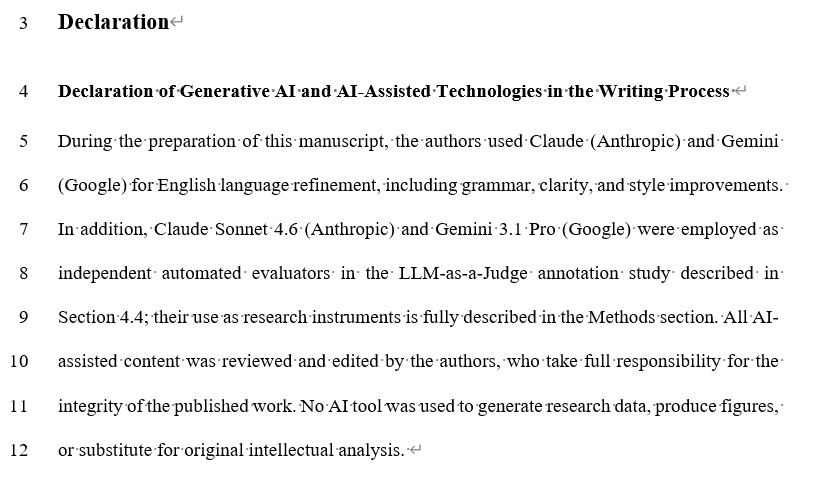 3 Declaration
4 Declaration of Generative AI and AI-Assisted Technologies in the Writing Process
5 During the preparation of this manuscript, the authors used Claude (Anthropic) and Gemini
6 (Google) for English language refinement, including grammar, clarity, and style improvements.
7 In addition, Claude Sonnet 4.6 (Anthropic) and Gemini 3.1 Pro (Google) were employed as
8 independent automated evaluators in the LLM-as-a-Judge annotation study described in
9 Section 4.4; their use as research instruments is fully described in the Methods section. All AI-
10 assisted content was reviewed and edited by the authors, who take full responsibility for the
11 integrity of the published work. No AI tool was used to generate research data, produce figures,
12 or substitute for original intellectual analysis.